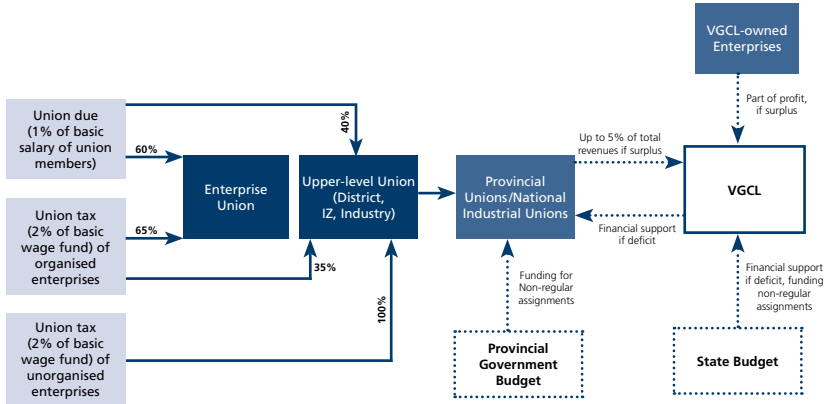 VGCL-owned
Enterprises
Part of profit,
if surplus
Union due
(1% of basic
salary of union
members)
60%
40%
Enterprise
Union
Upper-level Union
(District,
IZ, Industry)
Provincial
Unions/National
Industrial Unions
Up to 5% of total
revenues if surplus
VGCL
Financial support
if deficit
Union tax
(2% of basic
wage fund) of
organised
enterprises
65%
35%
Union tax
(2% of basic
wage fund) of
unorganised
enterprises
100%
Funding for
Non-regular
assignments
Provincial
Government
Budget
Financial support
if deficit, funding
non-regular
assignments
State Budget